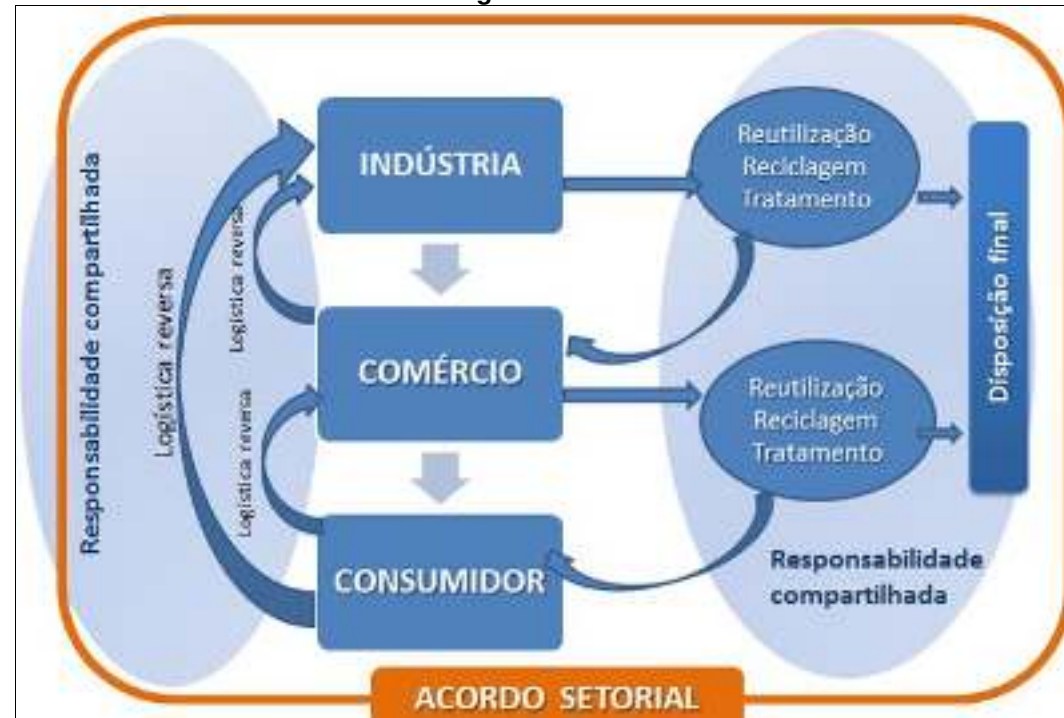 Responsabilidade compartilhada
Logística reversa
Logística reversa
Logística reversa
INDÚSTRIA
COMÉRCIO
CONSUMIDOR
Reutilização
Reciclagem
Tratamento
Reutilização
Reciclagem
Tratamento
Disposição final
Responsabilidade
compartilhada
ACORDO SETORIAL